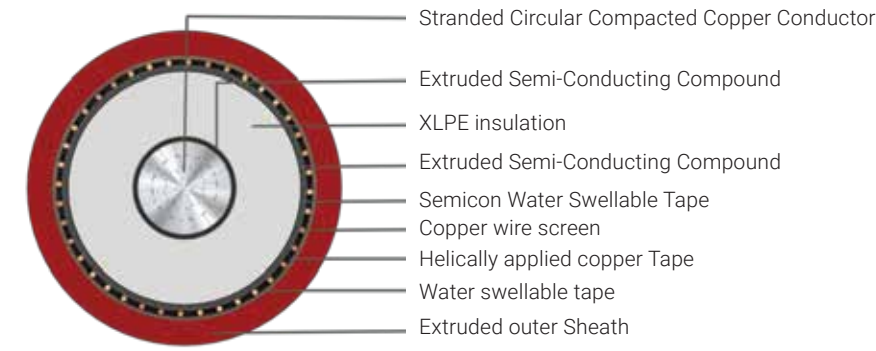 Stranded Circular Compacted Copper Conductor
Extruded Semi-Conducting Compound
XLPE insulation
Extruded Semi-Conducting Compound
Semicon Water Swellable Tape
Copper wire screen
Helically applied copper Tape
Water swellable tape
Extruded outer Sheath